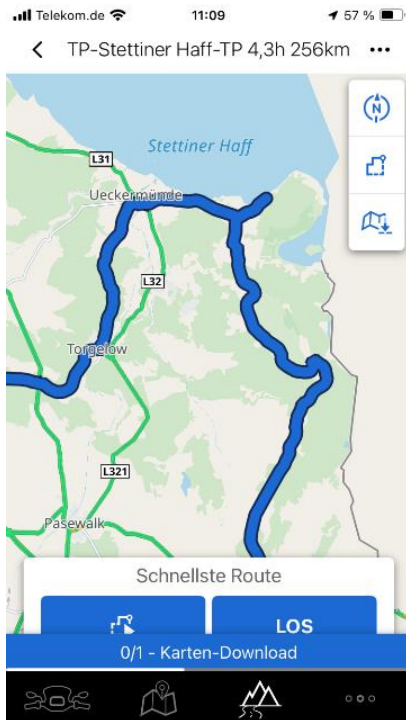 Telekom.de 11:09 57 %
TP-Stettiner Haff-TP 4,3h 256km
N
Stettiner Haff
L31
Ueckermünde
L32
Torgelow
L321
Pasewalk
Schnellste Route
LOS
0/1 - Karten-Download